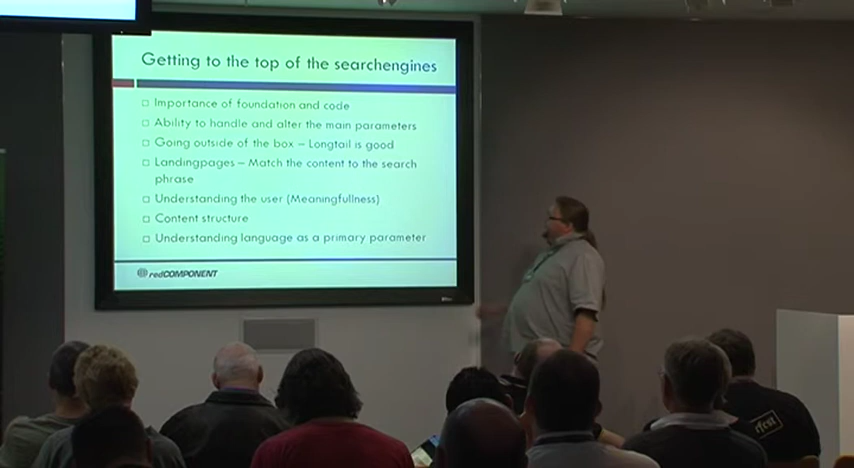 Getting to the top of the searchengines
Importance of foundation and code
Ability to handle and alter the main parameters
Going outside of the box – Longtail is good
Landingpages – Match the content to the search
phrase
Understanding the user (Meaningfullness)
Content structure
Understanding language as a primary parameter
redCOMPONENT